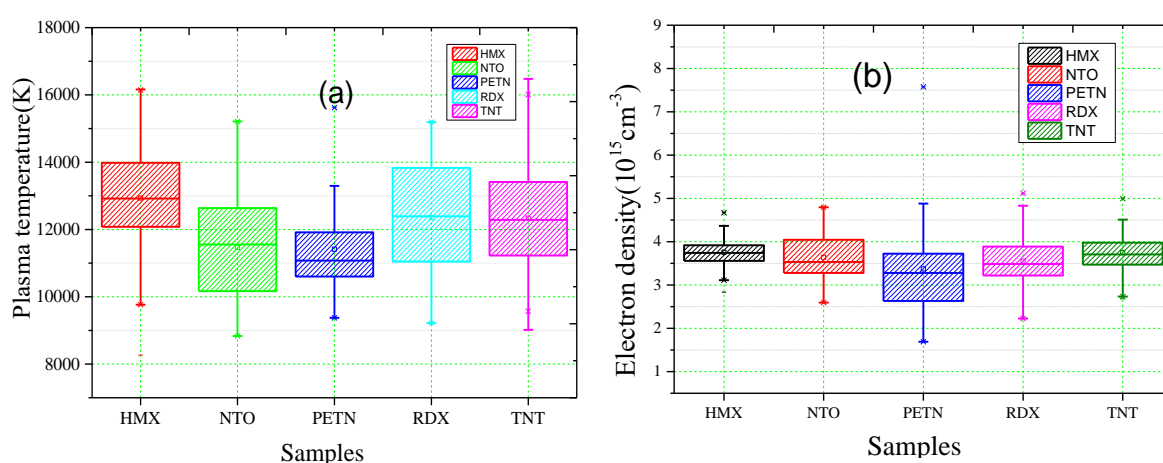 (a)
Plasma temperature(K)
18000
16000
14000
12000
10000
8000
HMX
NTO
PETN
RDX
TNT
HMX NTO PETN RDX TNT
Samples
(b)
Electron density(10¹⁵ cm⁻³)
9
8
7
6
5
4
3
2
1
HMX
NTO
PETN
RDX
TNT
HMX NTO PETN RDX TNT
Samples